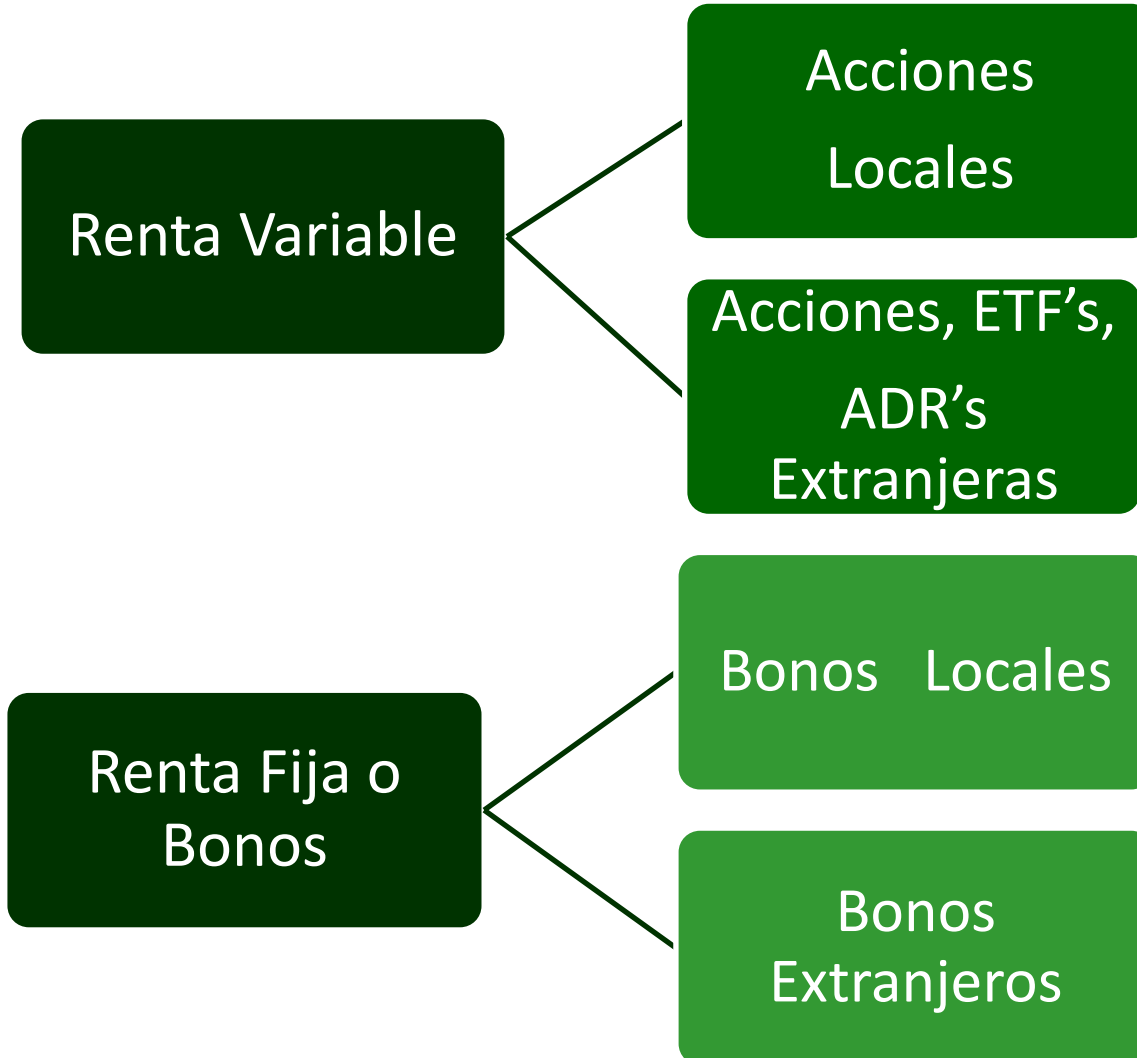 Renta Variable
Acciones
Locales
Acciones, ETF’s,
ADR’s
Extranjeras
Renta Fija o
Bonos
Bonos   Locales
Bonos
Extranjeros